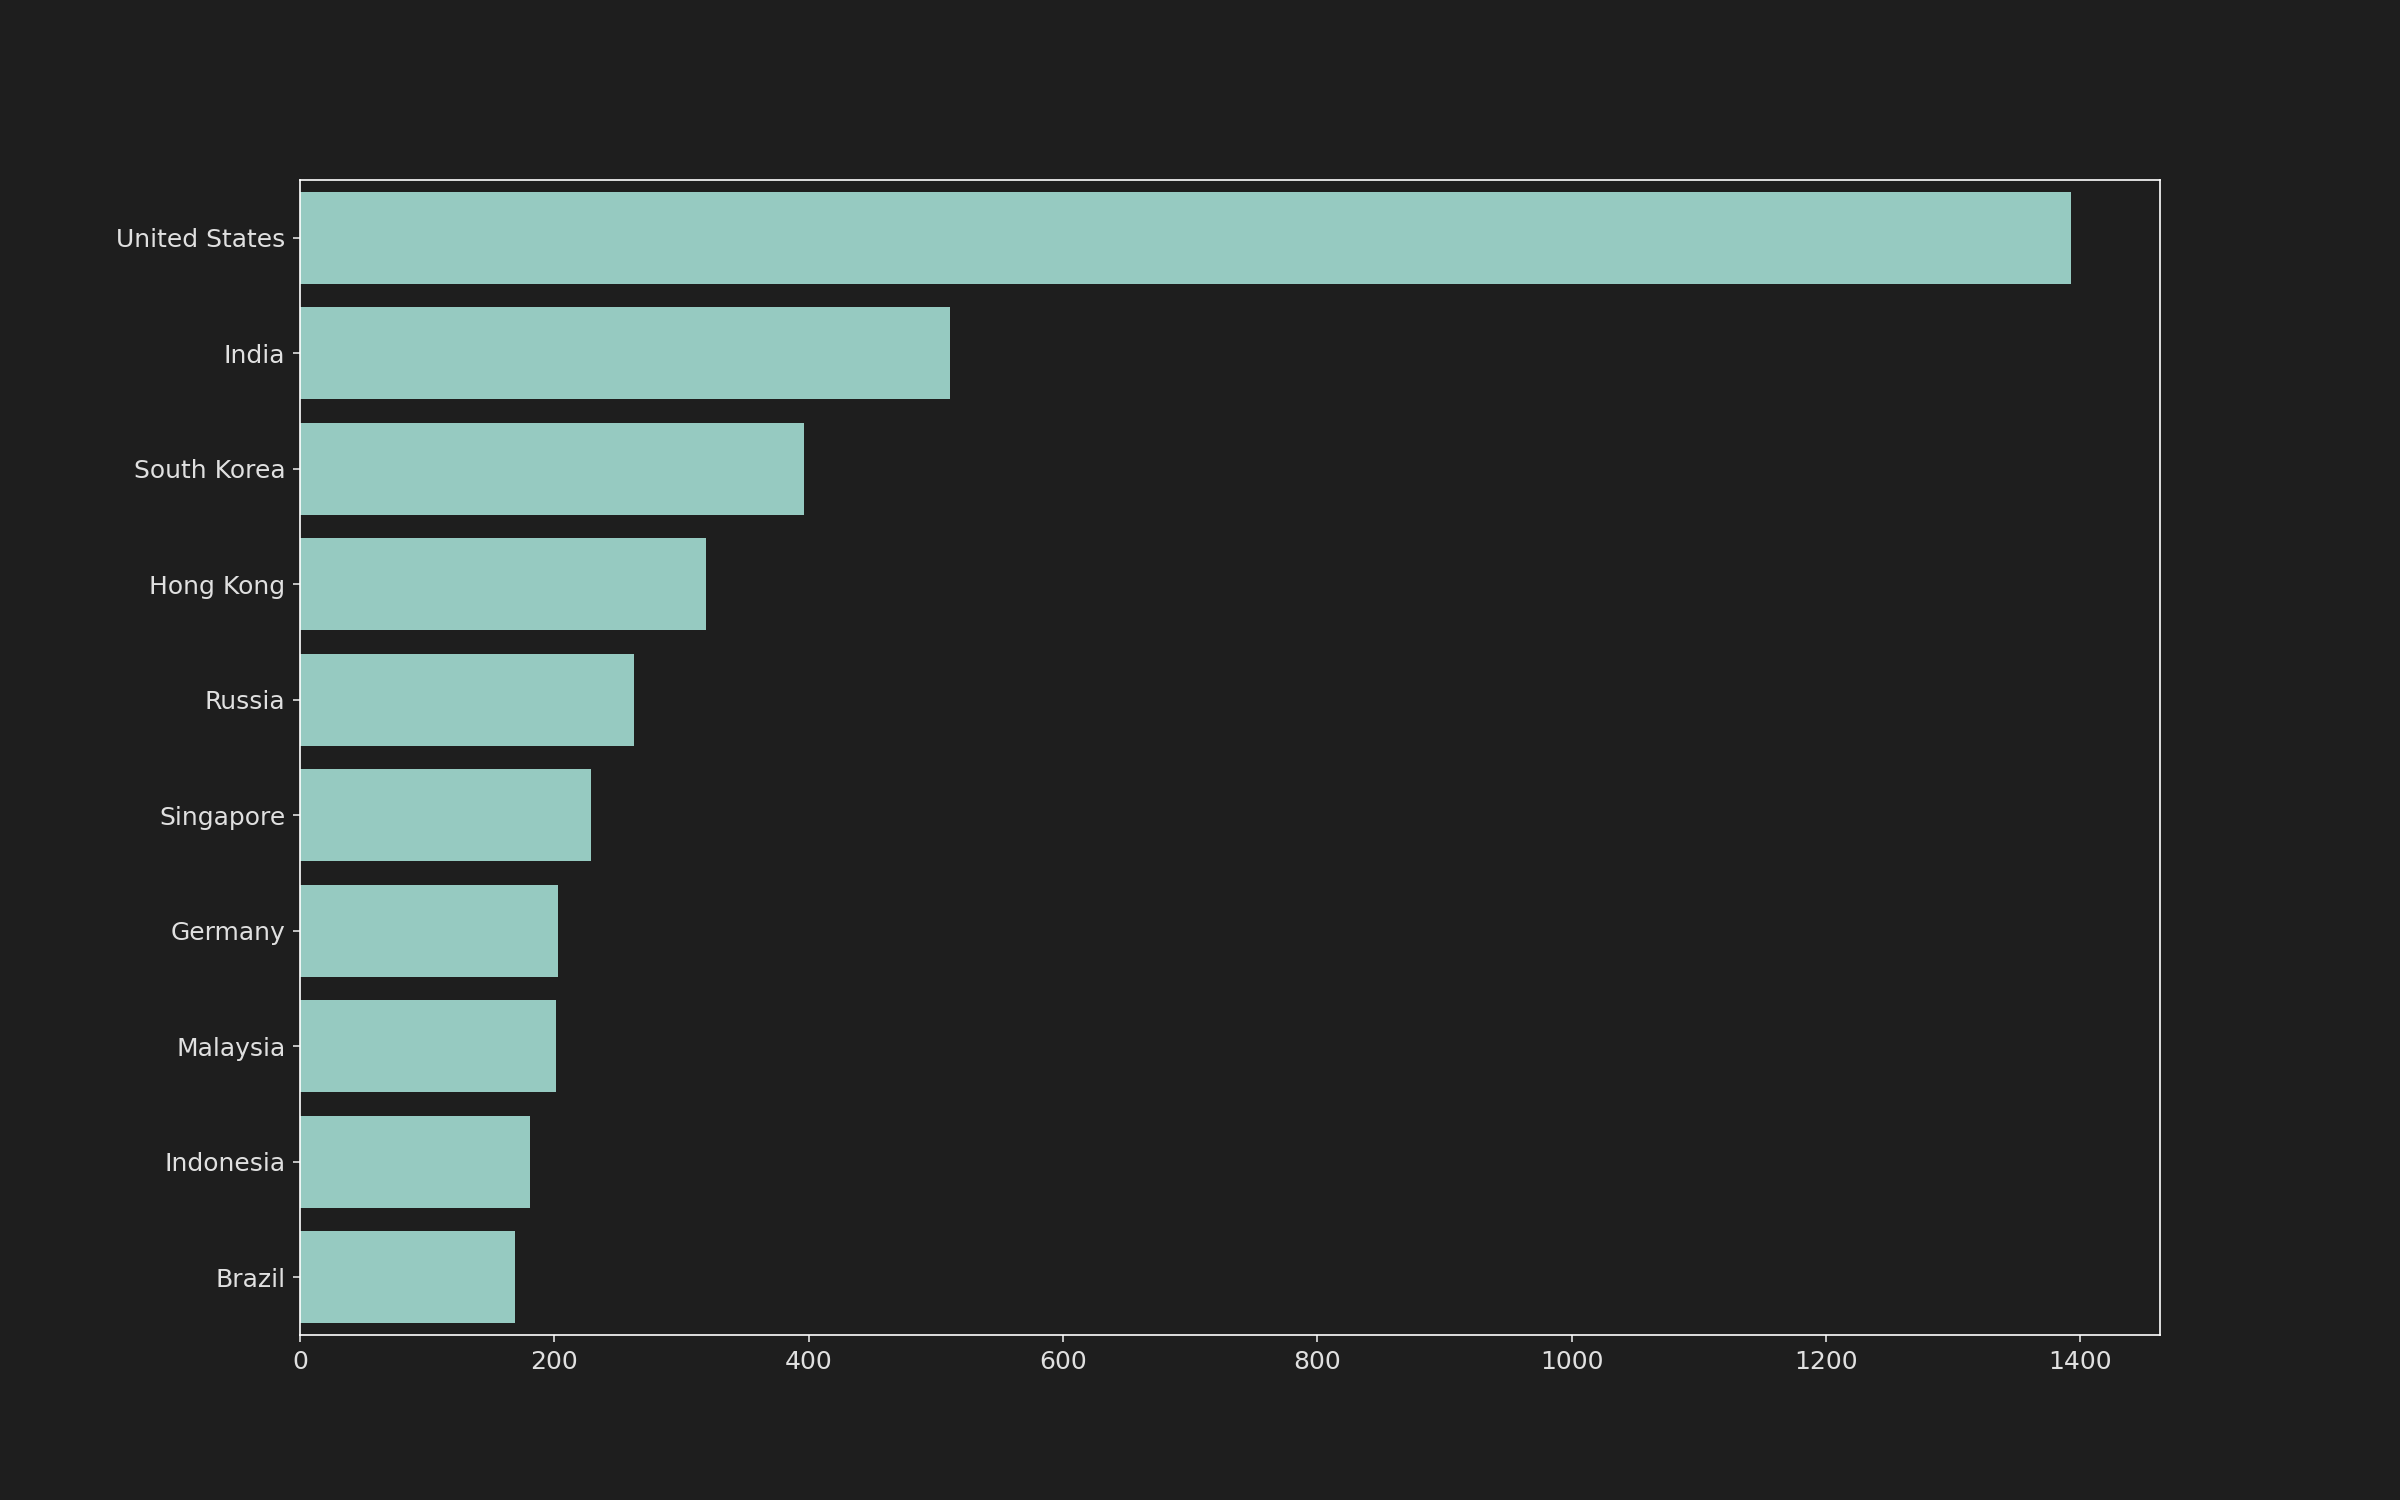 United States
India
South Korea
Hong Kong
Russia
Singapore
Germany
Malaysia
Indonesia
Brazil
0 200 400 600 800 1000 1200 1400